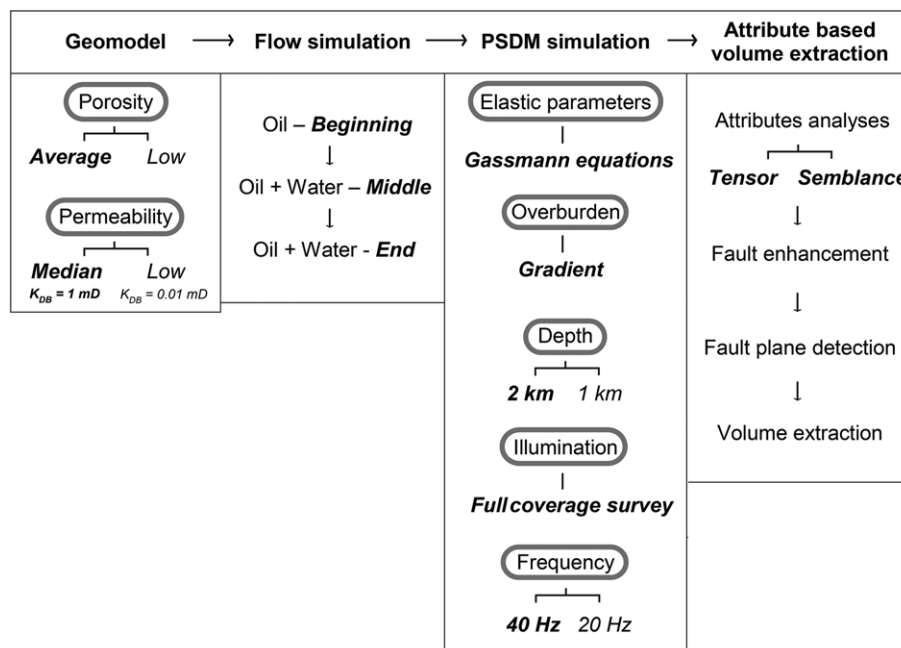 Geomodel → Flow simulation → PSDM simulation → Attribute based volume extraction
Porosity
Average Low
Permeability
Median Low
K_DB = 1 mD K_DB = 0.01 mD
Oil – Beginning
↓
Oil + Water – Middle
↓
Oil + Water - End
Elastic parameters
Gassmann equations
Overburden
Gradient
Depth
2 km 1 km
Illumination
Full coverage survey
Frequency
40 Hz 20 Hz
Attributes analyses
Tensor Semblance
↓
Fault enhancement
↓
Fault plane detection
↓
Volume extraction